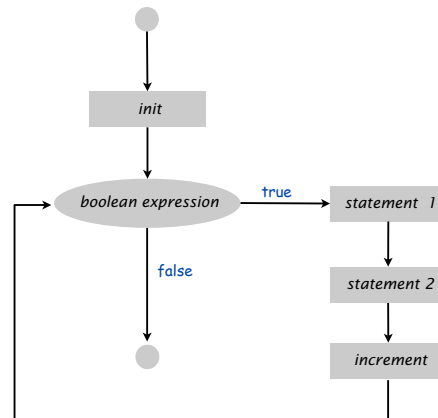 init
boolean expression
true
statement 1
false
statement 2
increment